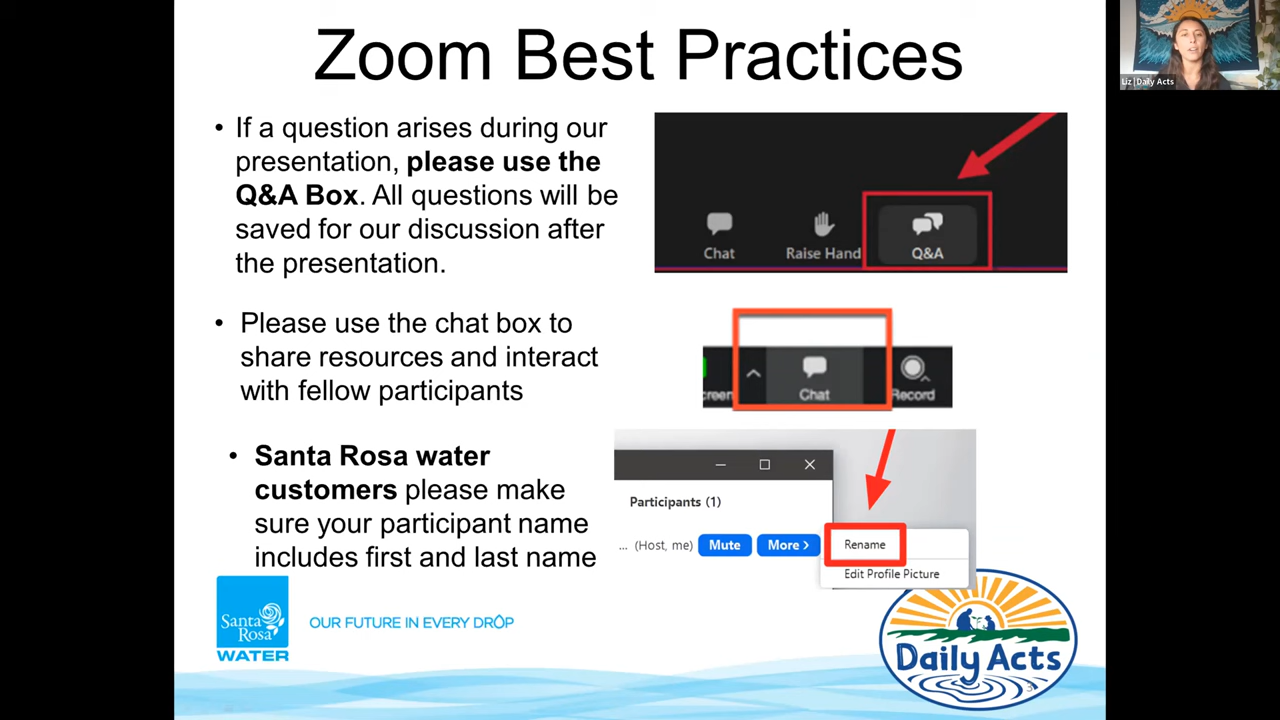 Zoom Best Practices
Liz | Daily Acts
• If a question arises during our
presentation, please use the
Q&A Box. All questions will be
saved for our discussion after
the presentation.
Chat
Raise Hand
Q&A
• Please use the chat box to
share resources and interact
with fellow participants
reen
Chat
Record
• Santa Rosa water
customers please make
sure your participant name
includes first and last name
Participants (1)
... (Host, me)
Mute
More >
Rename
Edit Profile Picture
Santa
Rosa
WATER
OUR FUTURE IN EVERY DROP
Daily Acts
3